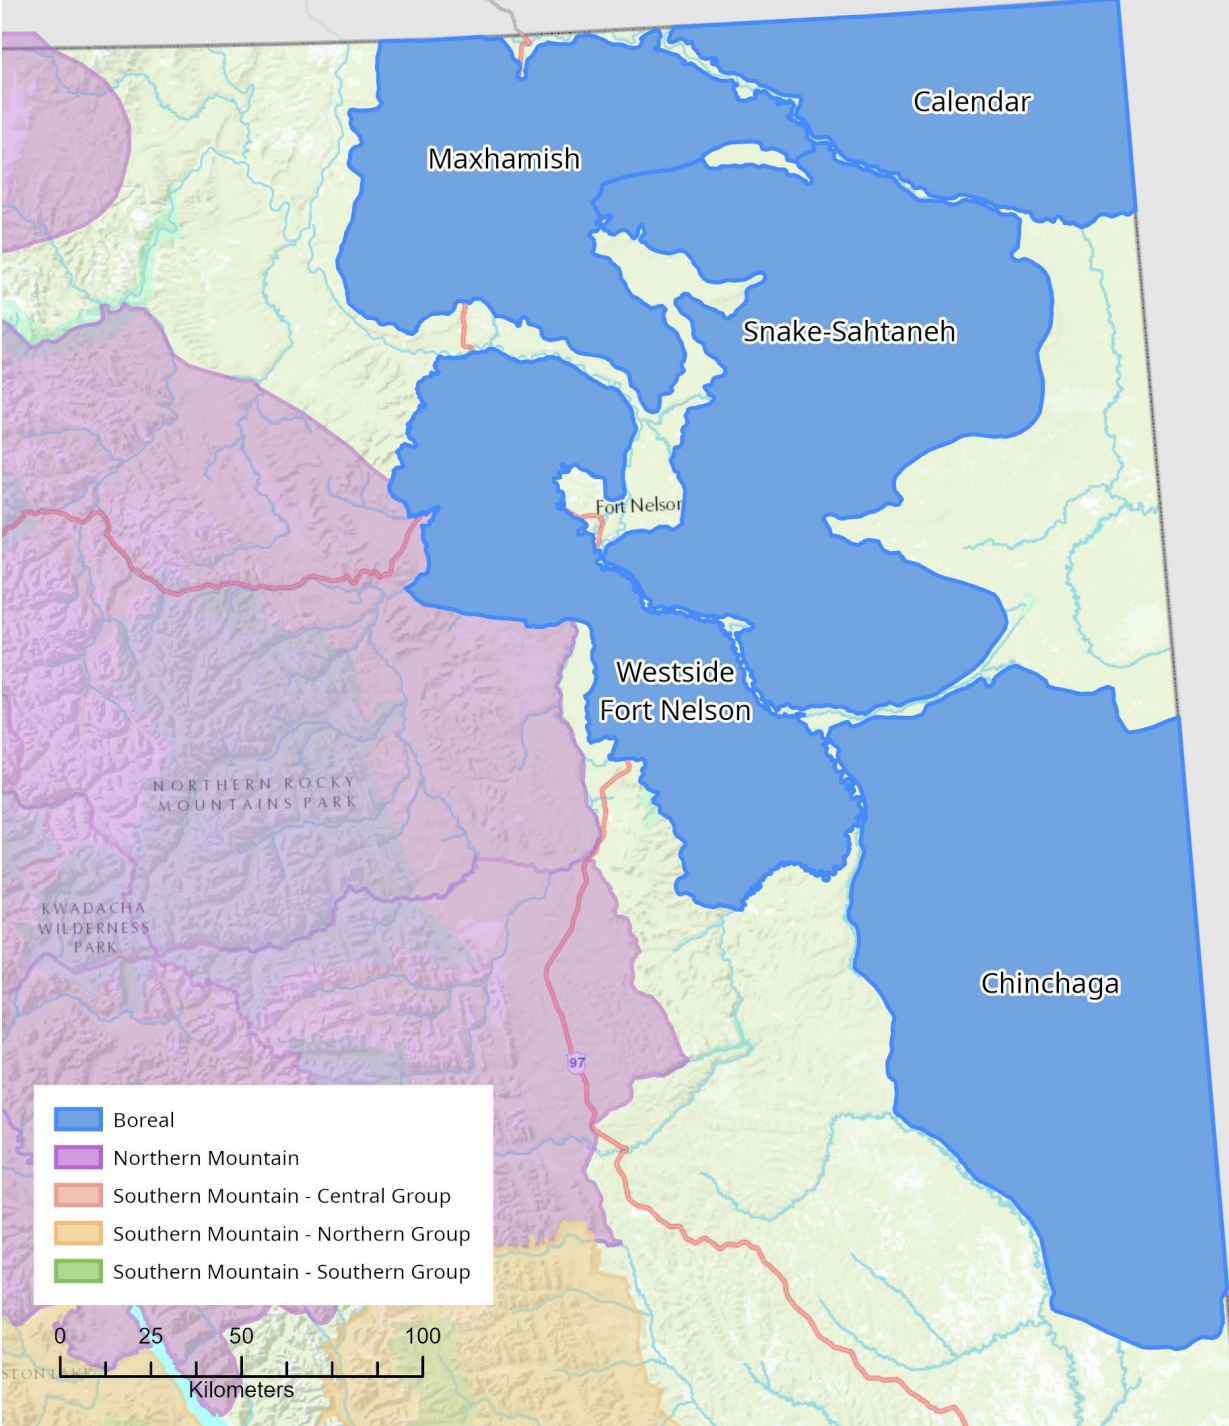 Calendar
Maxhamish
Snake-Sahtaneh
Fort Nelson
Westside
Fort Nelson
NORTHERN ROCKY
MOUNTAINS PARK
KWADACHA
WILDERNESS
PARK
Chinchaga
97
Boreal
Northern Mountain
Southern Mountain - Central Group
Southern Mountain - Northern Group
Southern Mountain - Southern Group
0 25 50 100
Kilometers